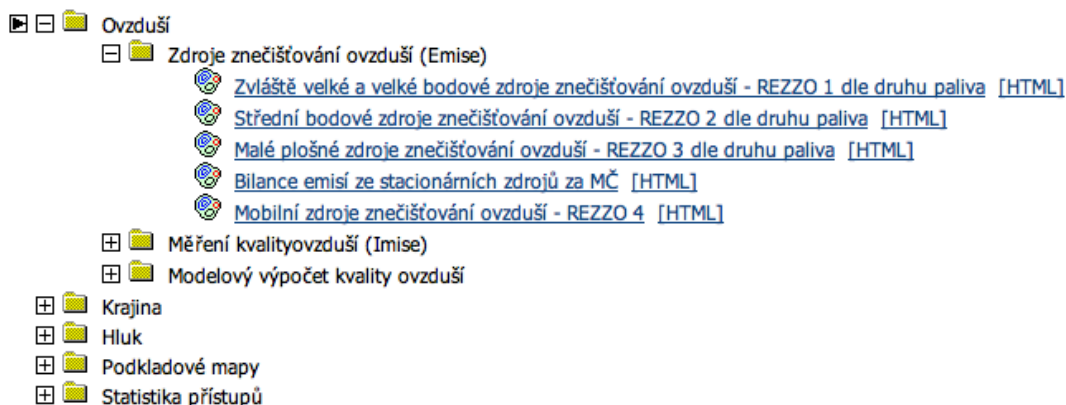 Ovzduší
Zdroje znečišťování ovzduší (Emise)
Zvláště velké a velké bodové zdroje znečišťování ovzduší - REZZO 1 dle druhu paliva [HTML]
Střední bodové zdroje znečišťování ovzduší - REZZO 2 dle druhu paliva [HTML]
Malé plošné zdroje znečišťování ovzduší - REZZO 3 dle druhu paliva [HTML]
Bilance emisí ze stacionárních zdrojů za MČ [HTML]
Mobilní zdroje znečišťování ovzduší - REZZO 4 [HTML]
Měření kvalityovzduší (Imise)
Modelový výpočet kvality ovzduší
Krajina
Hluk
Podkladové mapy
Statistika přístupů